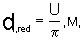 d,red = U/π,M,